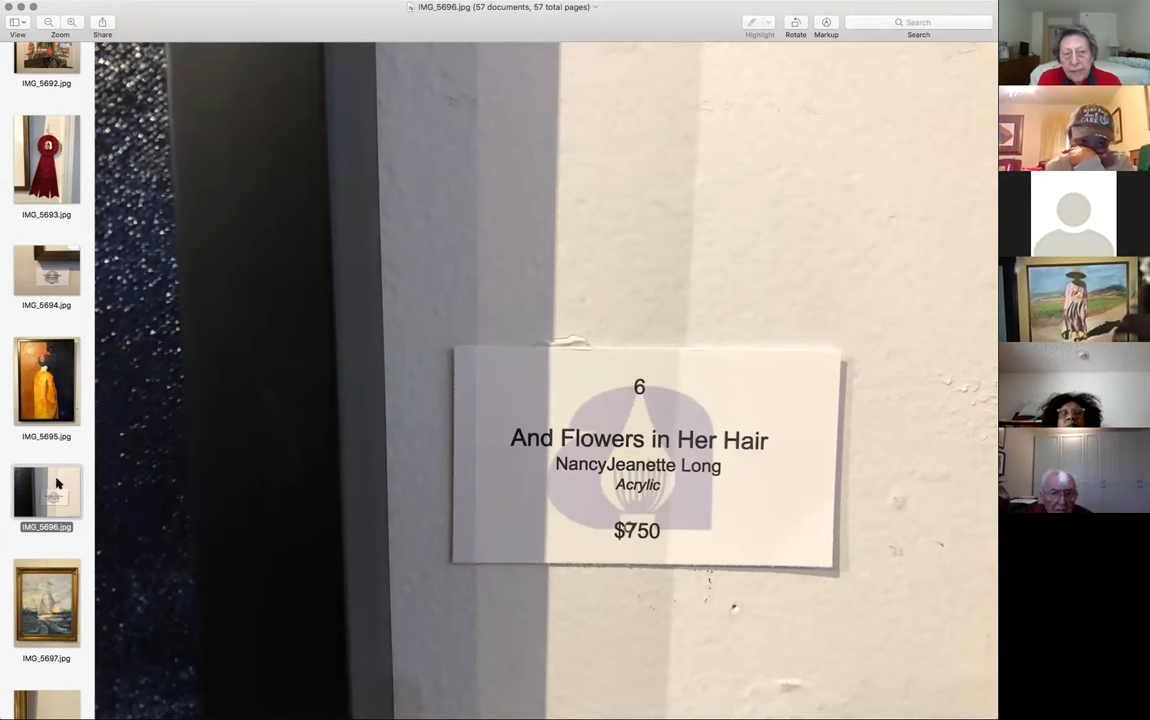 IMG_5696.jpg (57 documents, 57 total pages)
View
Zoom
Share
Highlight
Rotate
Markup
Search
Search
IMG_5692.jpg
IMG_5693.jpg
IMG_5694.jpg
IMG_5695.jpg
IMG_5696.jpg
IMG_5697.jpg
6
And Flowers in Her Hair
NancyJeanette Long
Acrylic
$750
CARE